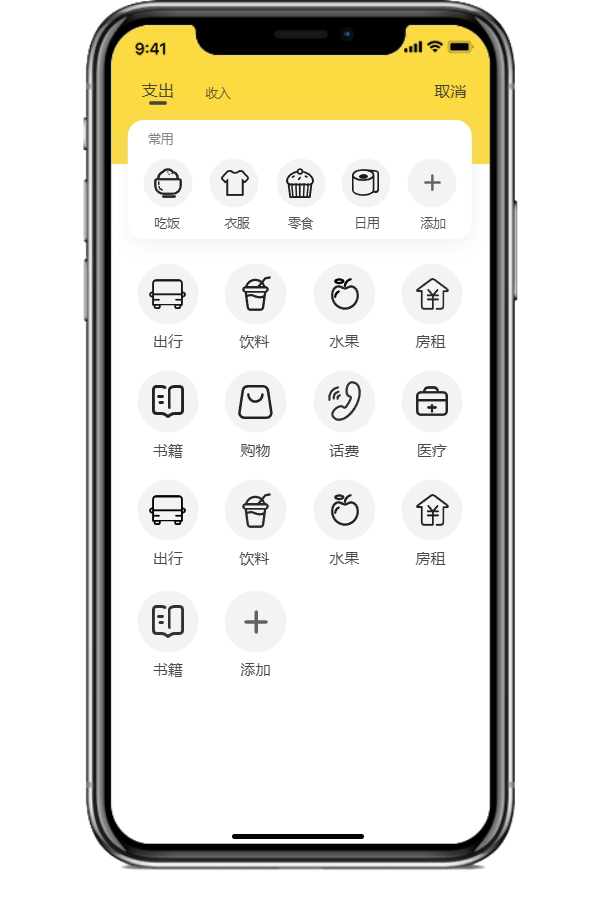 9:41
支出 收入 取消
常用
吃饭 衣服 零食 日用 添加
出行 饮料 水果 房租
书籍 购物 话费 医疗
出行 饮料 水果 房租
书籍 添加